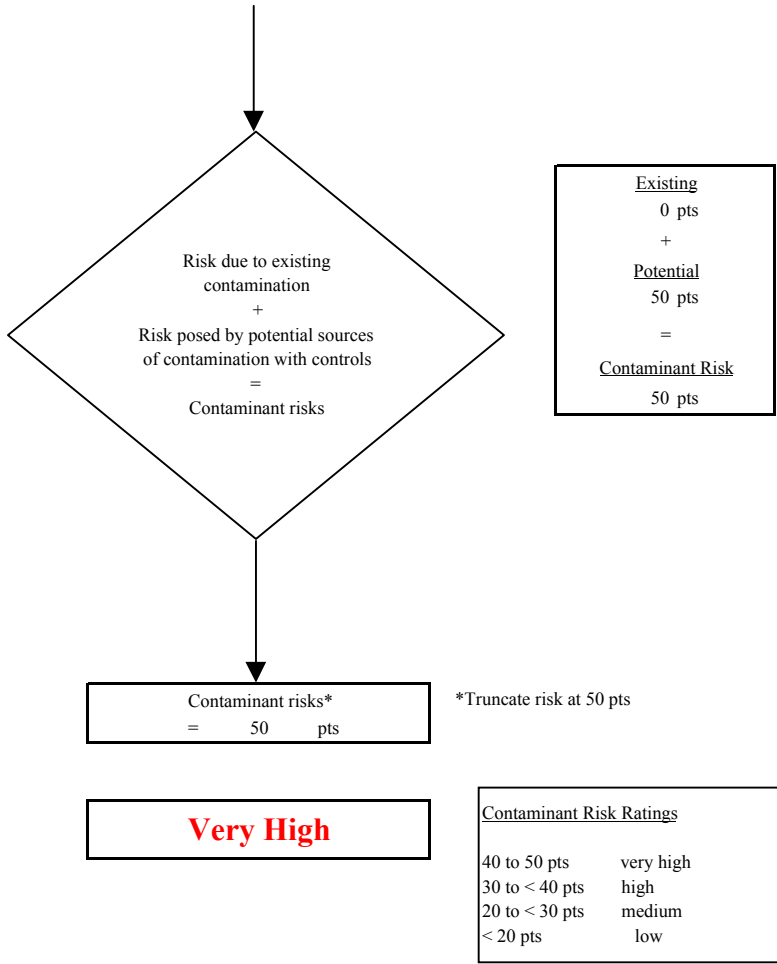 Risk due to existing
contamination
+
Risk posed by potential sources
of contamination with controls
=
Contaminant risks
Existing
0 pts
+
Potential
50 pts
=
Contaminant Risk
50 pts
Contaminant risks*
= 50 pts
*Truncate risk at 50 pts
Very High
Contaminant Risk Ratings
40 to 50 pts very high
30 to < 40 pts high
20 to < 30 pts medium
< 20 pts low